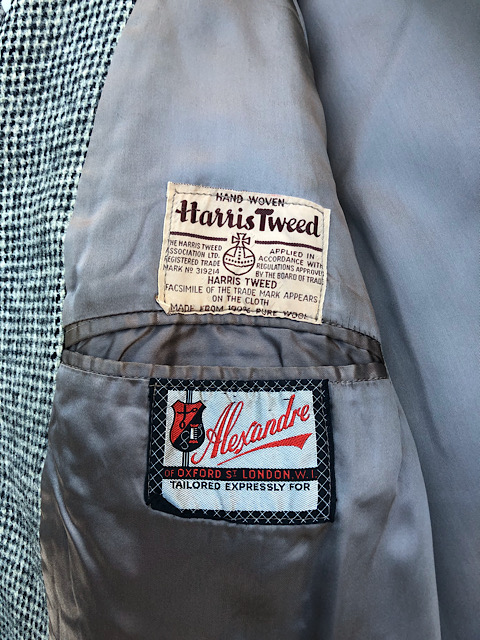 HAND WOVEN
Harris Tweed
THE HARRIS TWEED
ASSOCIATION LTD.
REGISTERED TRADE
MARK Nº 319214
APPLIED IN
ACCORDANCE WITH
REGULATIONS APPROVED
BY THE BOARD OF TRADE
HARRIS TWEED
FACSIMILE OF THE TRADE MARK APPEARS
ON THE CLOTH
MADE FROM 100% PURE WOOL
Alexandre
OF OXFORD ST LONDON.W.I.
TAILORED EXPRESSLY FOR